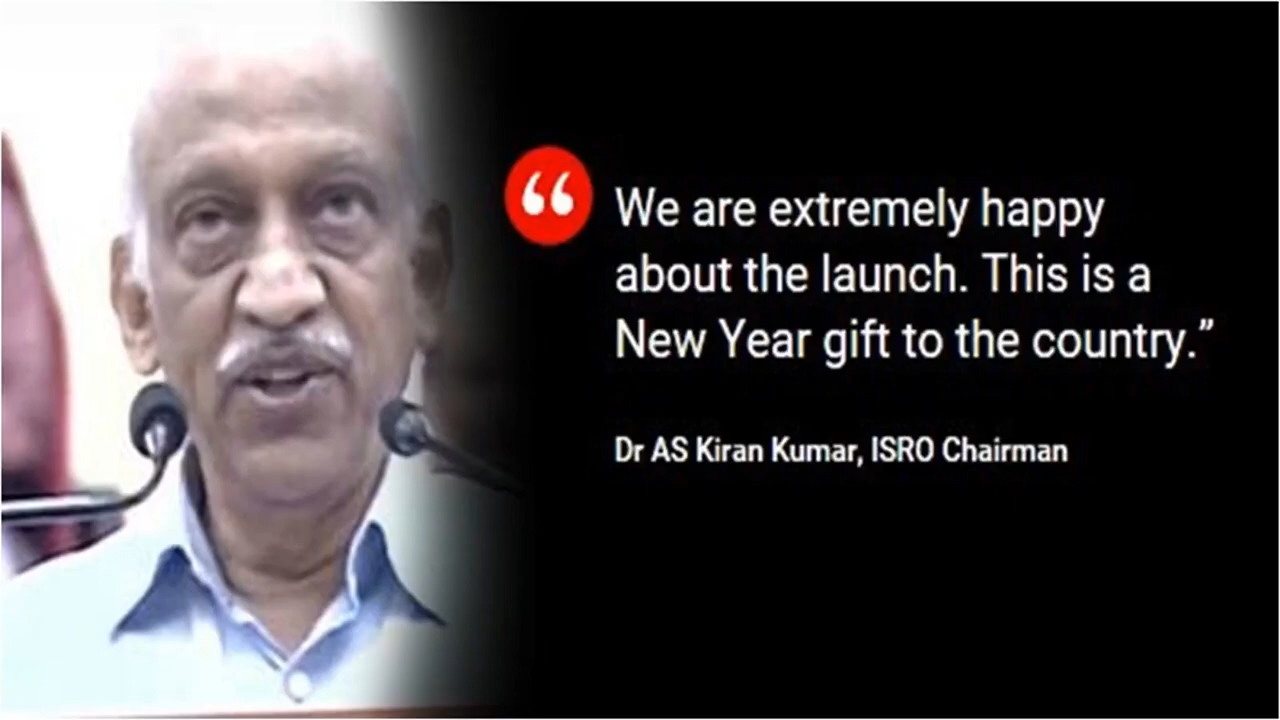 “
We are extremely happy
about the launch. This is a
New Year gift to the country.”
Dr AS Kiran Kumar, ISRO Chairman